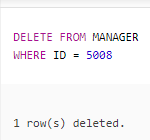 DELETE FROM MANAGER
WHERE ID = 5008
1 row(s) deleted.